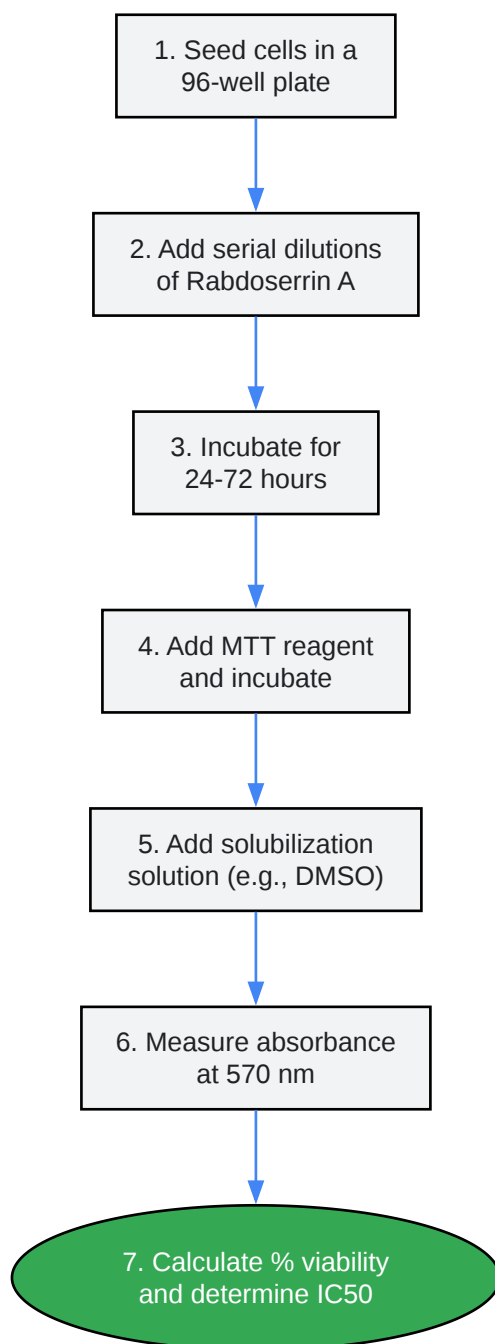 1. Seed cells in a
96-well plate
2. Add serial dilutions
of Rabdoserrin A
3. Incubate for
24-72 hours
4. Add MTT reagent
and incubate
5. Add solubilization
solution (e.g., DMSO)
6. Measure absorbance
at 570 nm
7. Calculate % viability
and determine IC50